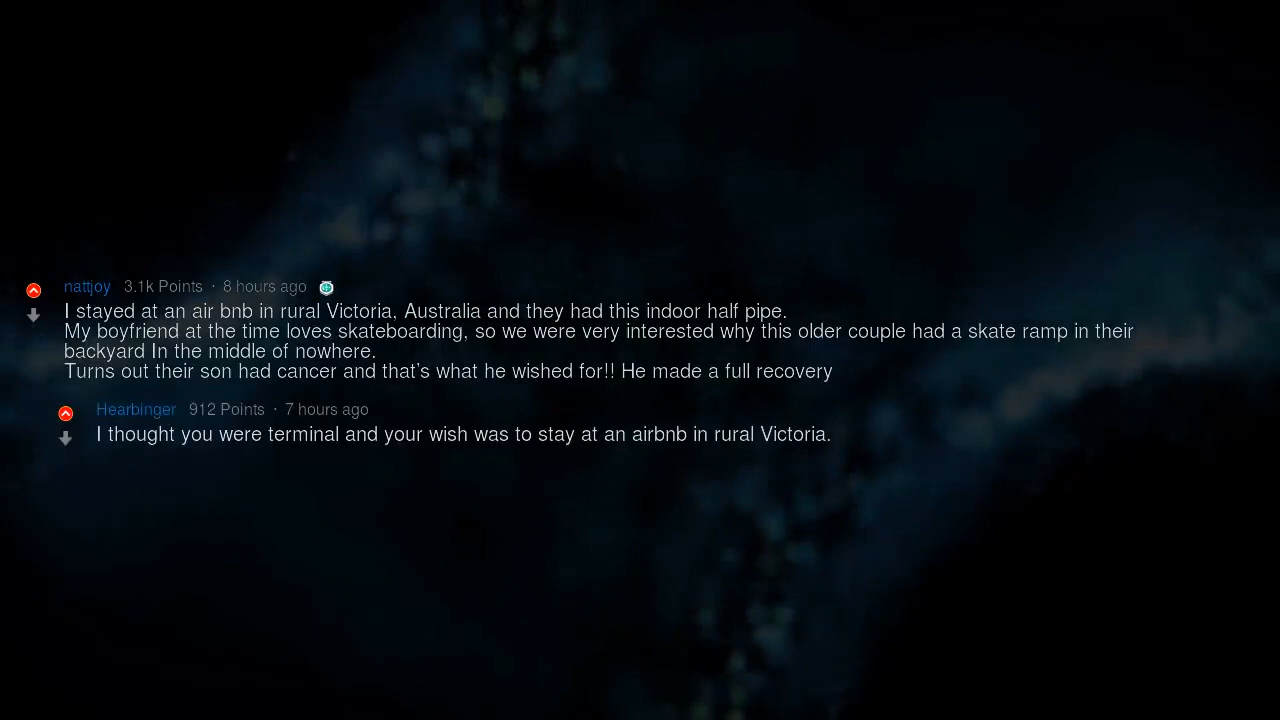 nattjoy 3.1k Points · 8 hours ago
I stayed at an air bnb in rural Victoria, Australia and they had this indoor half pipe.
My boyfriend at the time loves skateboarding, so we were very interested why this older couple had a skate ramp in their
backyard In the middle of nowhere.
Turns out their son had cancer and that's what he wished for!! He made a full recovery
Hearbinger 912 Points · 7 hours ago
I thought you were terminal and your wish was to stay at an airbnb in rural Victoria.